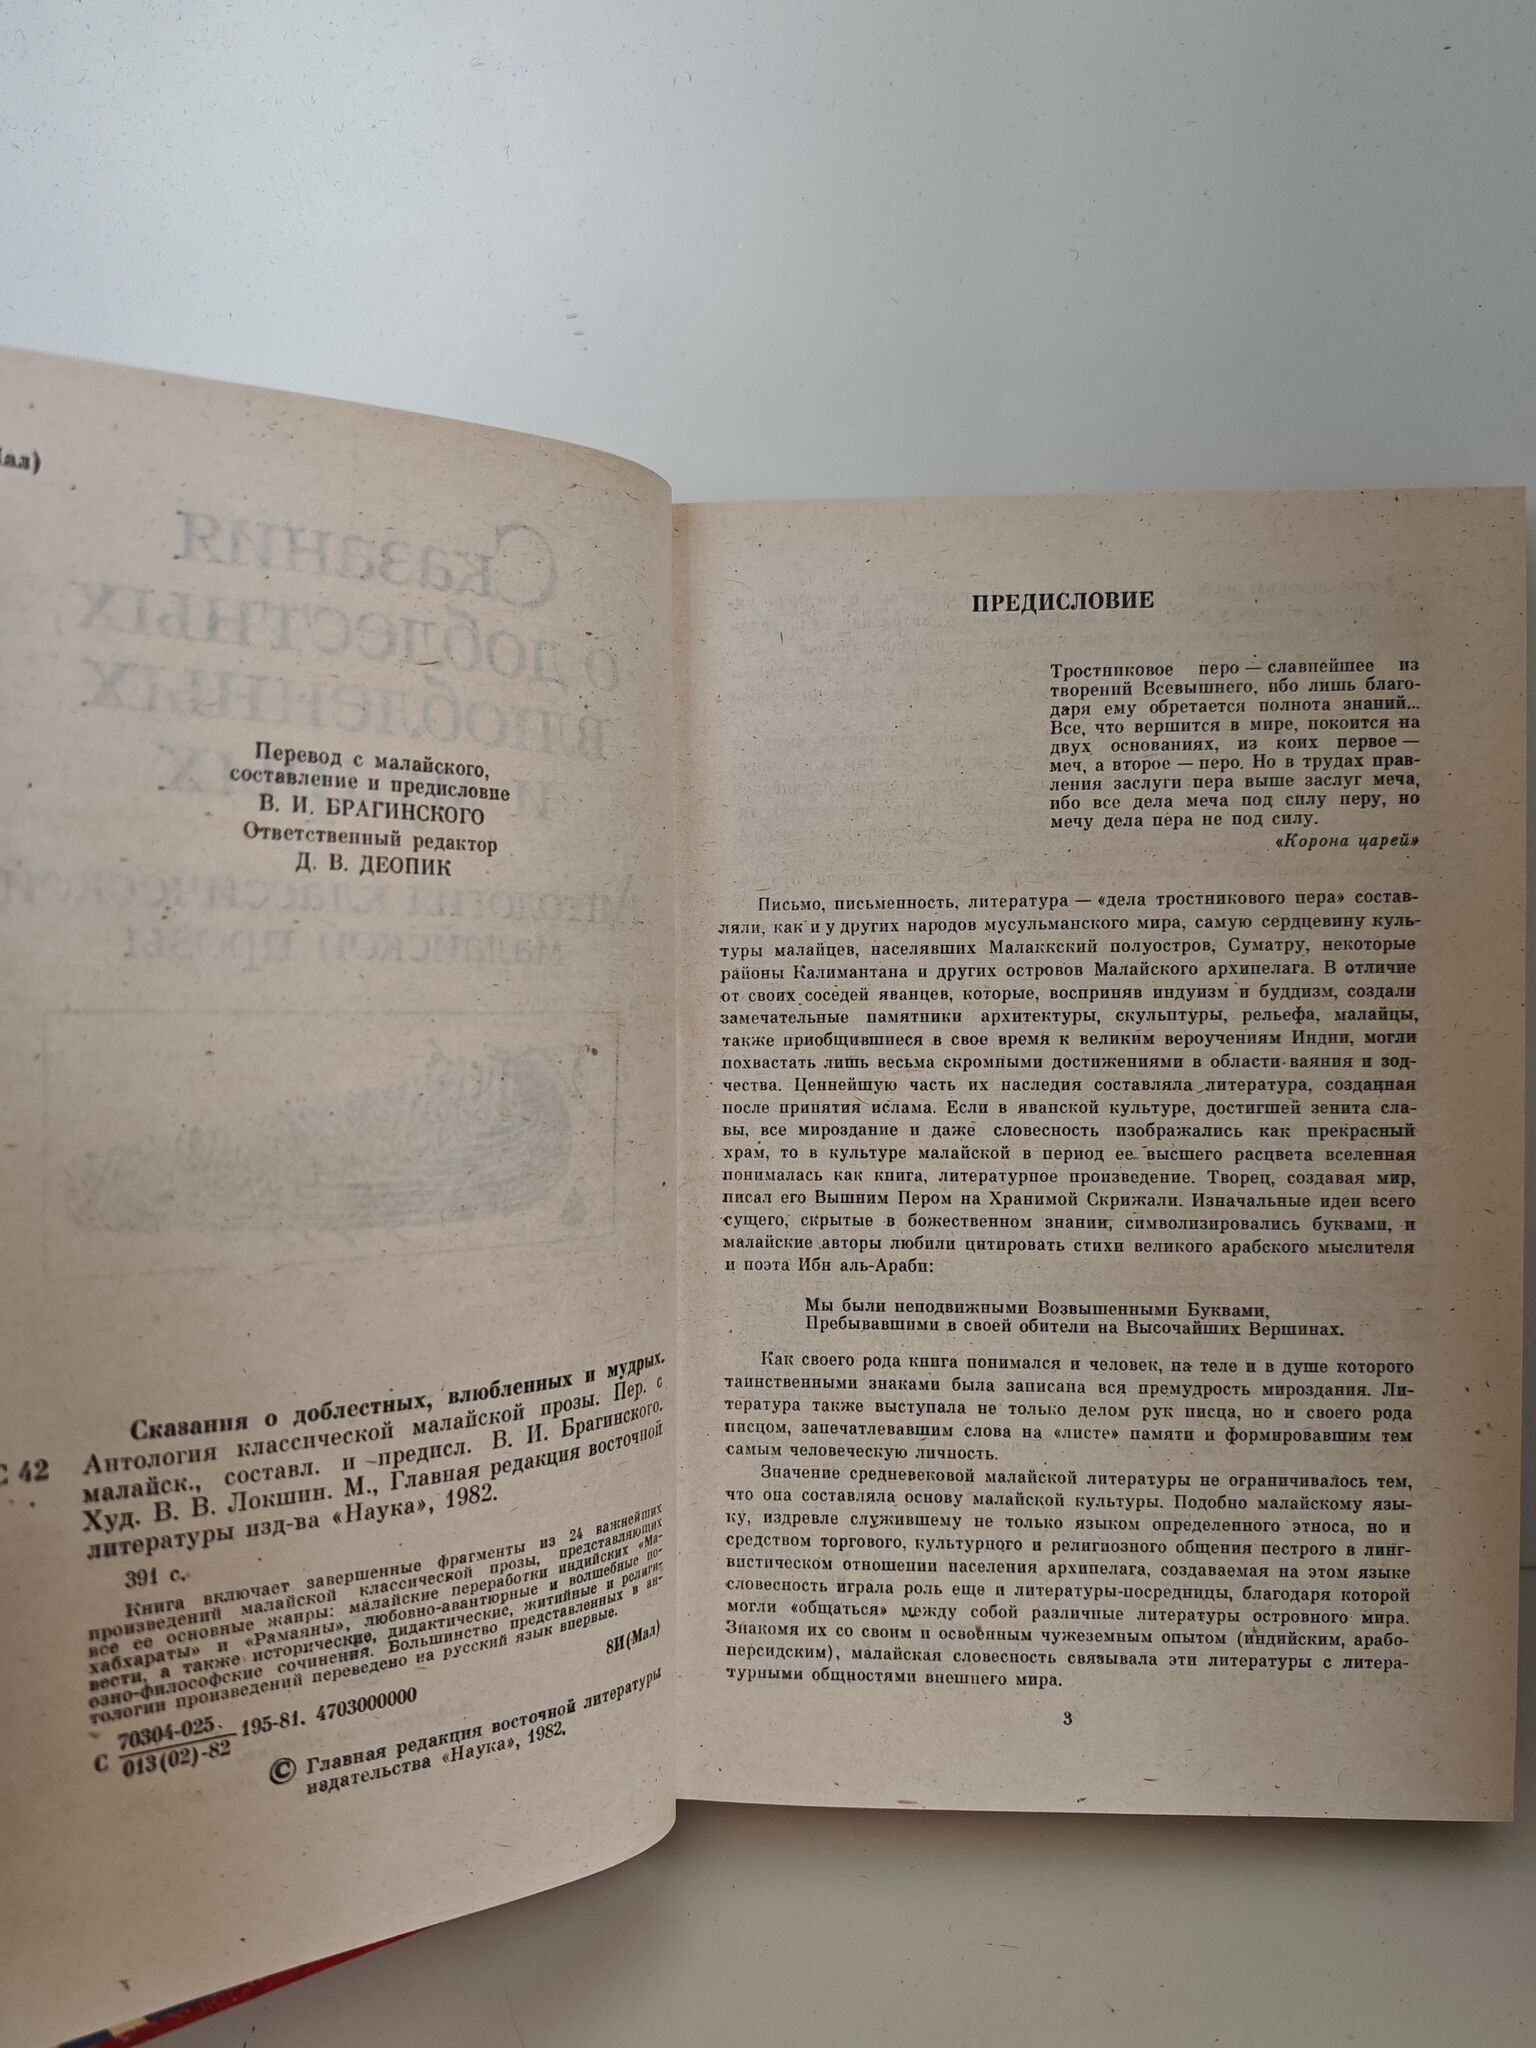 Мал)
Перевод с малайского,
составление и предисловие
В. И. БРАГИНСКОГО
Ответственный редактор
Д. В. ДЕОПИК
Сказания о доблестных, влюбленных и мудрых.
Антология классической малайской прозы. Пер. с
С 42 малайск., составл. и предисл. В. И. Брагинского.
Худ. В. В. Локшин. М., Главная редакция восточной
литературы изд-ва «Наука», 1982.
391 с.
Книга включает завершенные фрагменты из 24 важнейших
произведений малайской классической прозы, представляющих
все ее основные жанры: малайские переработки индийских «Ма-
хабхараты» и «Рамаяны», любовно-авантюрные и волшебные по-
вести, а также исторические, дидактические, житийные и религи-
озно-философские сочинения. Большинство представленных в ан-
тологии произведений переведено на русский язык впервые.
С 70304-025 195-81. 4703000000
013(02)-82
8И(Мал)
© Главная редакция восточной литературы
издательства «Наука», 1982.
ПРЕДИСЛОВИЕ
Тростниковое перо — славнейшее из
творений Всевышнего, ибо лишь благо-
даря ему обретается полнота знаний...
Все, что вершится в мире, покоится на
двух основаниях, из коих первое —
меч, а второе — перо. Но в трудах прав-
ления заслуги пера выше заслуг меча,
ибо все дела меча под силу перу, но
мечу дела пера не под силу.
«Корона царей»
Письмо, письменность, литература — «дела тростникового пера» состав-
ляли, как и у других народов мусульманского мира, самую сердцевину куль-
туры малайцев, населявших Малаккский полуостров, Суматру, некоторые
районы Калимантана и других островов Малайского архипелага. В отличие
от своих соседей яванцев, которые, восприняв индуизм и буддизм, создали
замечательные памятники архитектуры, скульптуры, рельефа, малайцы,
также приобщившиеся в свое время к великим вероучениям Индии, могли
похвастать лишь весьма скромными достижениями в области ваяния и зод-
чества. Ценнейшую часть их наследия составляла литература, созданная
после принятия ислама. Если в яванской культуре, достигшей зенита сла-
вы, все мироздание и даже словесность изображались как прекрасный
храм, то в культуре малайской в период ее высшего расцвета вселенная
понималась как книга, литературное произведение. Творец, создавая мир,
писал его Вышним Пером на Хранимой Скрижали. Изначальные идеи всего
сущего, скрытые в божественном знании, символизировались буквами, и
малайские авторы любили цитировать стихи великого арабского мыслителя
и поэта Ибн аль-Араби:
Мы были неподвижными Возвышенными Буквами,
Пребывавшими в своей обители на Высочайших Вершинах.
Как своего рода книга понимался и человек, на теле и в душе которого
таинственными знаками была записана вся премудрость мироздания. Ли-
тература также выступала не только делом рук писца, но и своего рода
писцом, запечатлевавшим слова на «листе» памяти и формировавшим тем
самым человеческую личность.
Значение средневековой малайской литературы не ограничивалось тем,
что она составляла основу малайской культуры. Подобно малайскому язы-
ку, издревле служившему не только языком определенного этноса, но и
средством торгового, культурного и религиозного общения пестрого в линг-
вистическом отношении населения архипелага, создаваемая на этом языке
словесность играла роль еще и литературы-посредницы, благодаря которой
могли «общаться» между собой различные литературы островного мира.
Знакомя их со своим и освоенным чужеземным опытом (индийским, арабо-
персидским), малайская словесность связывала эти литературы с литера-
турными общностями внешнего мира.
3